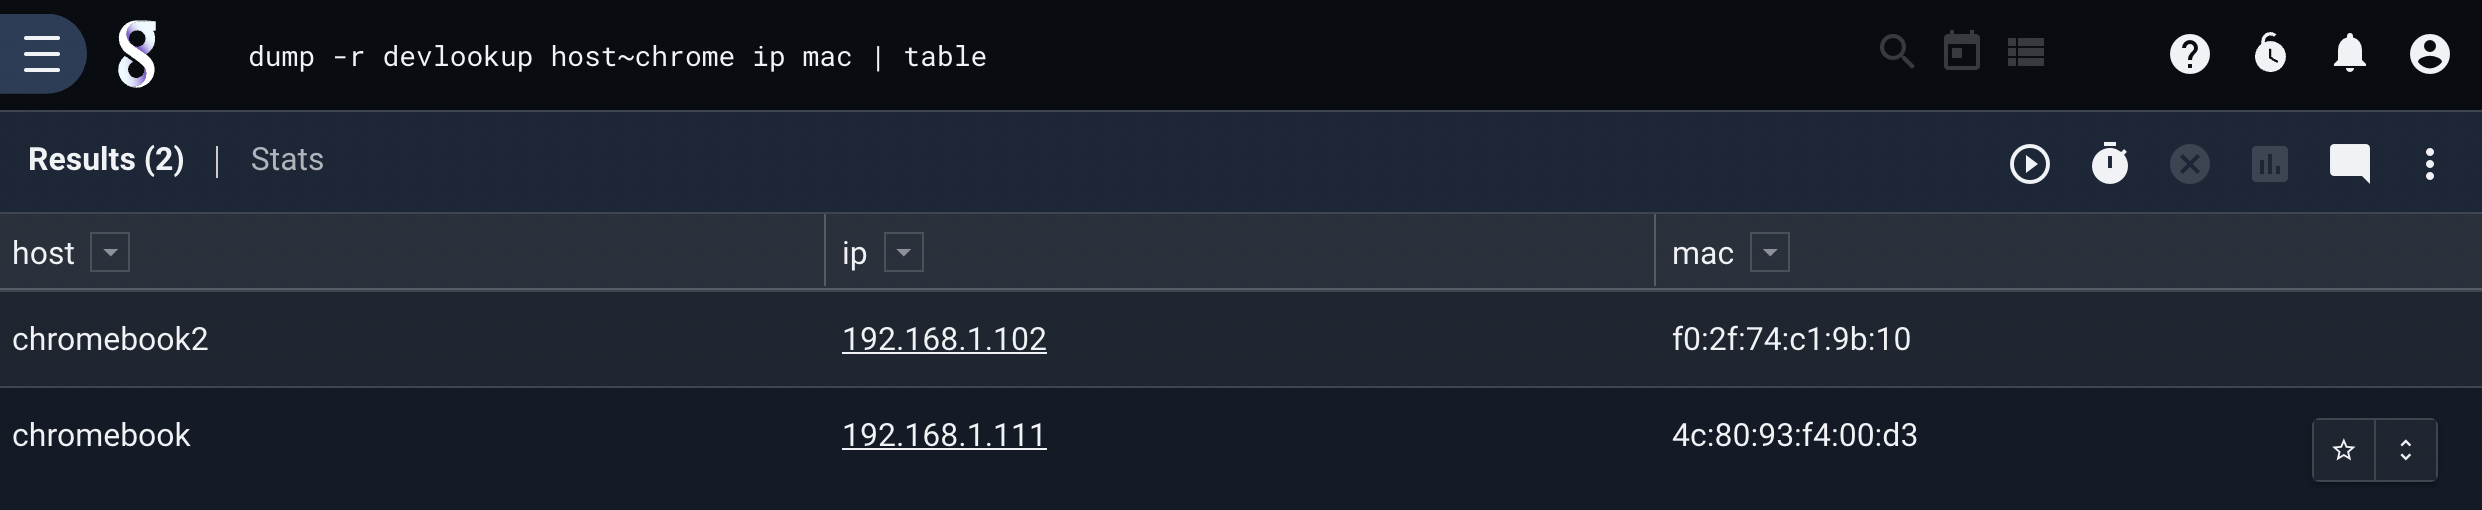 dump -r devlookup host~chrome ip mac | table
Results (2) | Stats
host ip mac
chromebook2 192.168.1.102 f0:2f:74:c1:9b:10
chromebook 192.168.1.111 4c:80:93:f4:00:d3